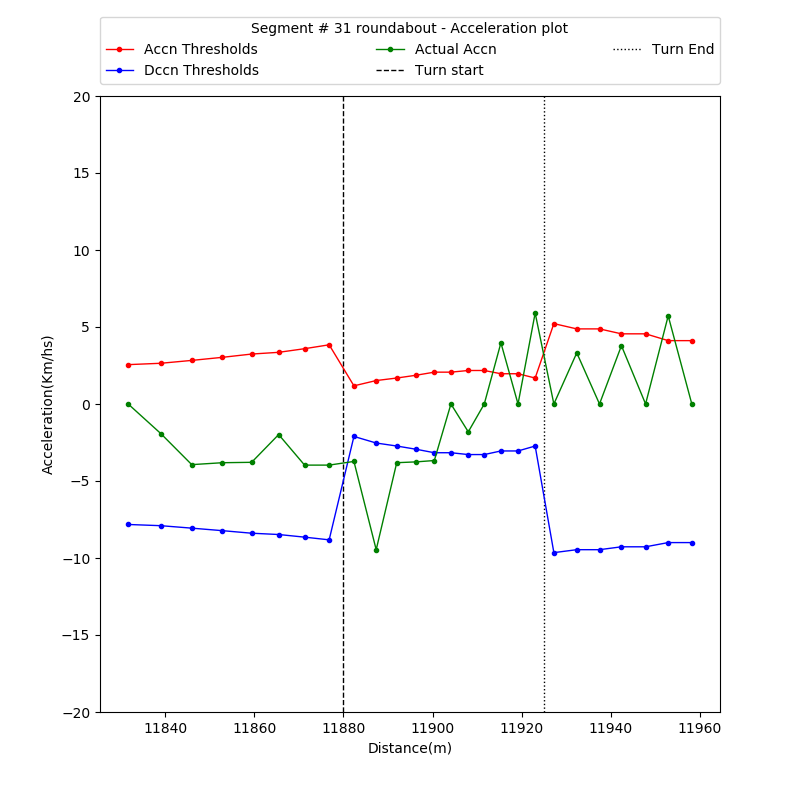 Segment # 31 roundabout - Acceleration plot
Accn Thresholds Actual Accn Turn End
Dccn Thresholds Turn start
20
15
10
5
0
−5
−10
−15
−20
Acceleration(Km/hs)
11840 11860 11880 11900 11920 11940 11960
Distance(m)